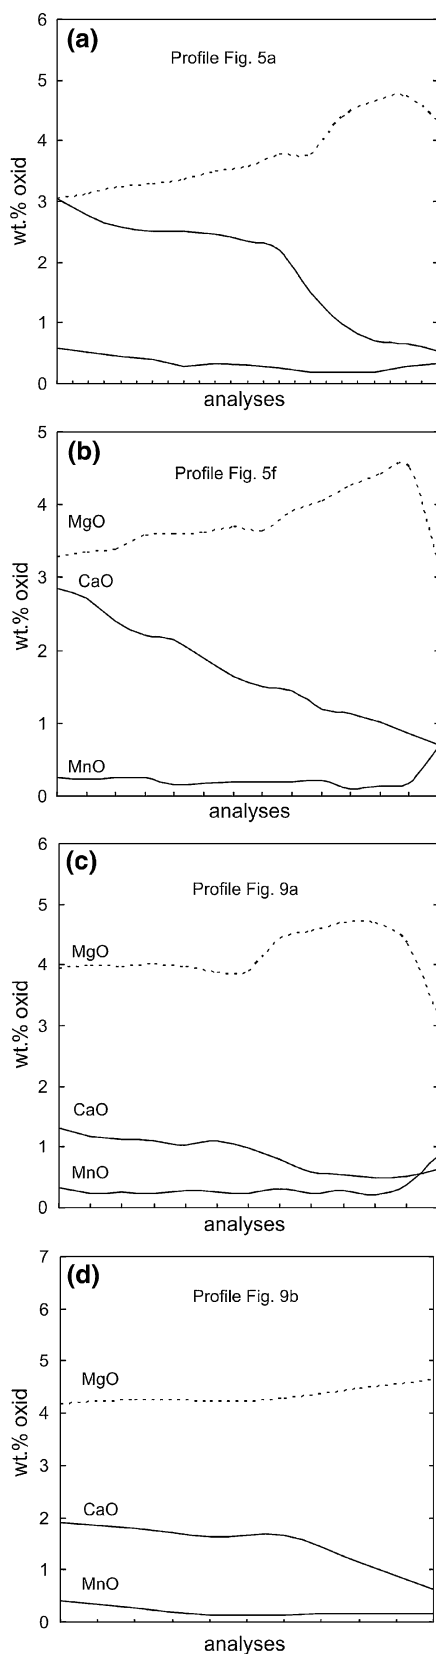 (a)
Profile Fig. 5a
6
5
4
3
2
1
0
wt.% oxid
analyses
(b)
Profile Fig. 5f
5
4
3
2
1
0
wt.% oxid
MgO
CaO
MnO
analyses
(c)
Profile Fig. 9a
6
5
4
3
2
1
0
wt.% oxid
MgO
CaO
MnO
analyses
(d)
Profile Fig. 9b
7
6
5
4
3
2
1
0
wt.% oxid
MgO
CaO
MnO
analyses